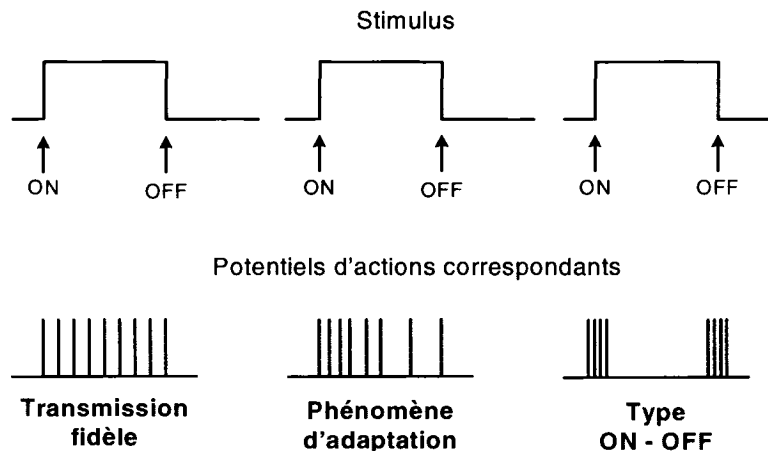 Stimulus
ON OFF ON OFF ON OFF
Potentiels d'actions correspondants
Transmission fidèle
Phénomène d'adaptation
Type ON - OFF